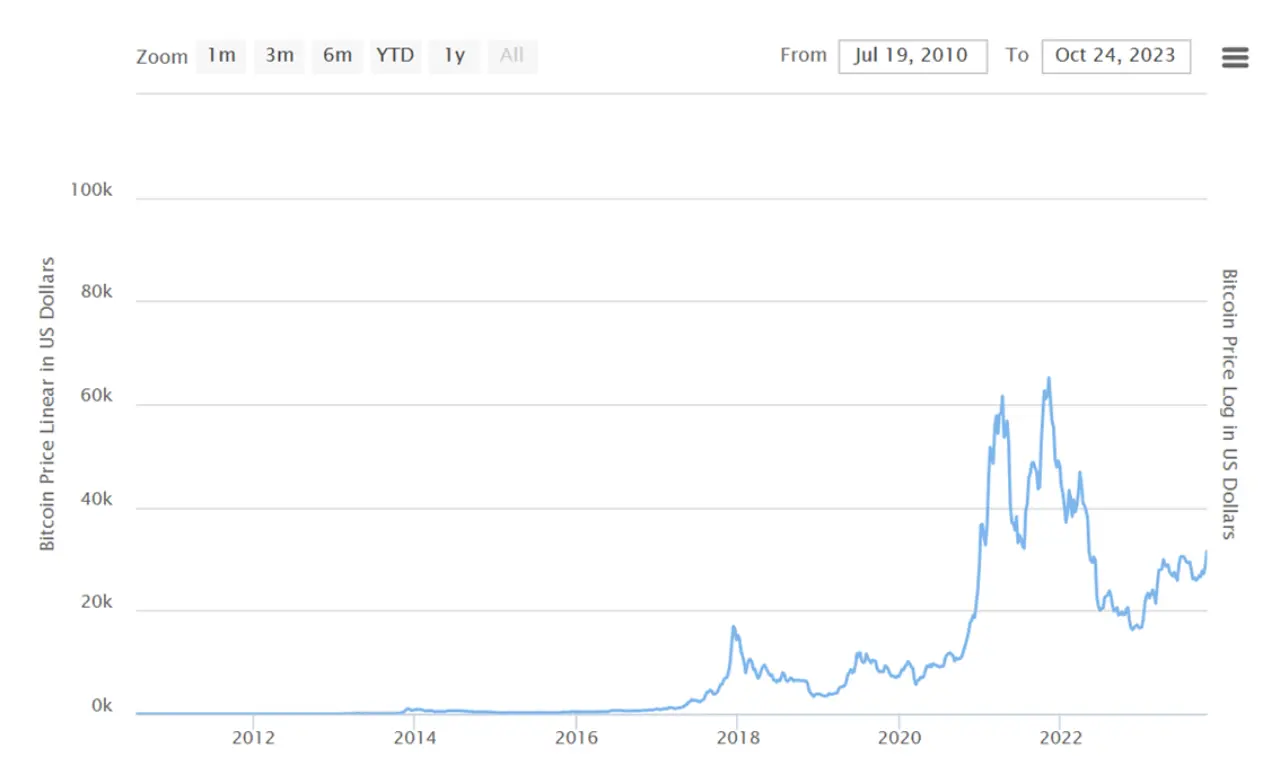 Zoom 1m 3m 6m YTD 1y All From Jul 19, 2010 To Oct 24, 2023
100k
80k
60k
40k
20k
0k
Bitcoin Price Linear in US Dollars
Bitcoin Price Log in US Dollars
2012 2014 2016 2018 2020 2022